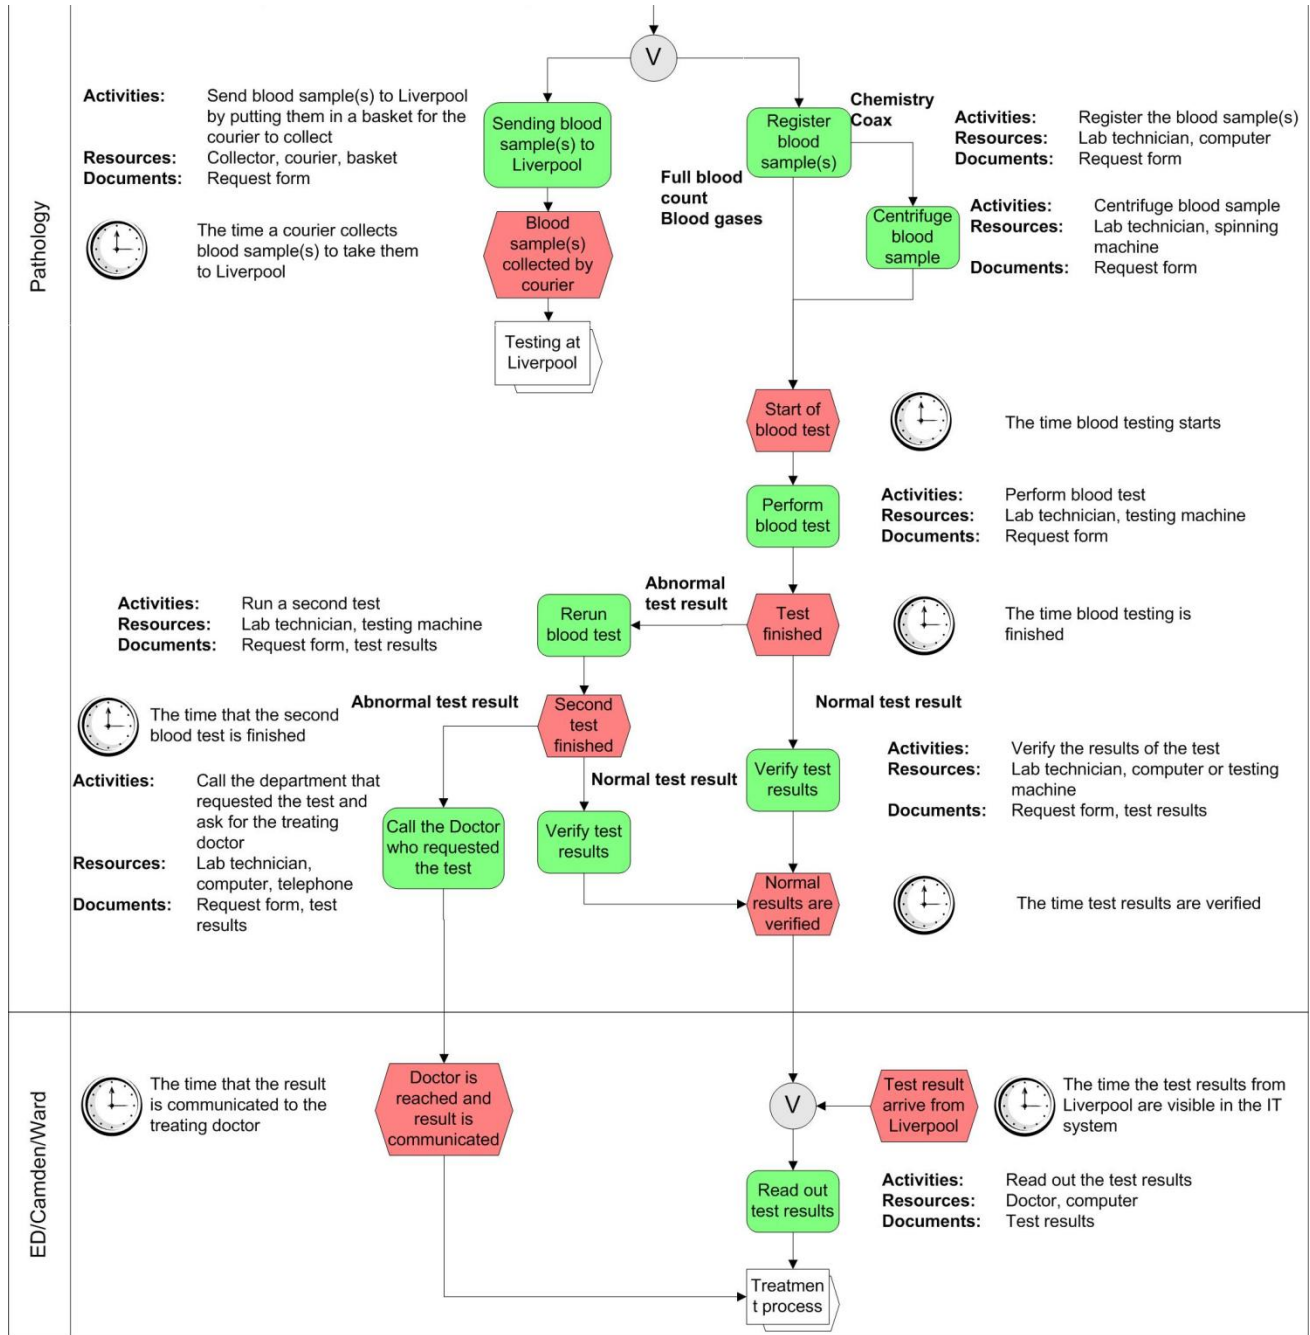 Pathology
V
Activities: Send blood sample(s) to Liverpool
by putting them in a basket for the
courier to collect
Resources: Collector, courier, basket
Documents: Request form
Sending blood
sample(s) to
Liverpool
Register
blood
sample(s)
Chemistry
Coax
Activities: Register the blood sample(s)
Resources: Lab technician, computer
Documents: Request form
Full blood
count
Blood gases
The time a courier collects
blood sample(s) to take them
to Liverpool
Blood
sample(s)
collected by
courier
Centrifuge
blood
sample
Activities: Centrifuge blood sample
Resources: Lab technician, spinning
machine
Documents: Request form
Testing at
Liverpool
Start of
blood test
The time blood testing starts
Perform
blood test
Activities: Perform blood test
Resources: Lab technician, testing machine
Documents: Request form
Activities: Run a second test
Resources: Lab technician, testing machine
Documents: Request form, test results
Rerun
blood test
Abnormal
test result
Test
finished
The time blood testing is
finished
The time that the second
blood test is finished
Abnormal test result
Second
test
finished
Normal test result
Normal test result
Activities: Call the department that
requested the test and
ask for the treating
doctor
Resources: Lab technician,
computer, telephone
Documents: Request form, test
results
Call the Doctor
who requested
the test
Verify test
results
Verify test
results
Activities: Verify the results of the test
Resources: Lab technician, computer or testing
machine
Documents: Request form, test results
Normal
results are
verified
The time test results are verified
ED/Camden/Ward
The time that the result
is communicated to the
treating doctor
Doctor is
reached and
result is
communicated
V
Test result
arrive from
Liverpool
The time the test results from
Liverpool are visible in the IT
system
Read out
test results
Activities: Read out the test results
Resources: Doctor, computer
Documents: Test results
Treatmen
t process